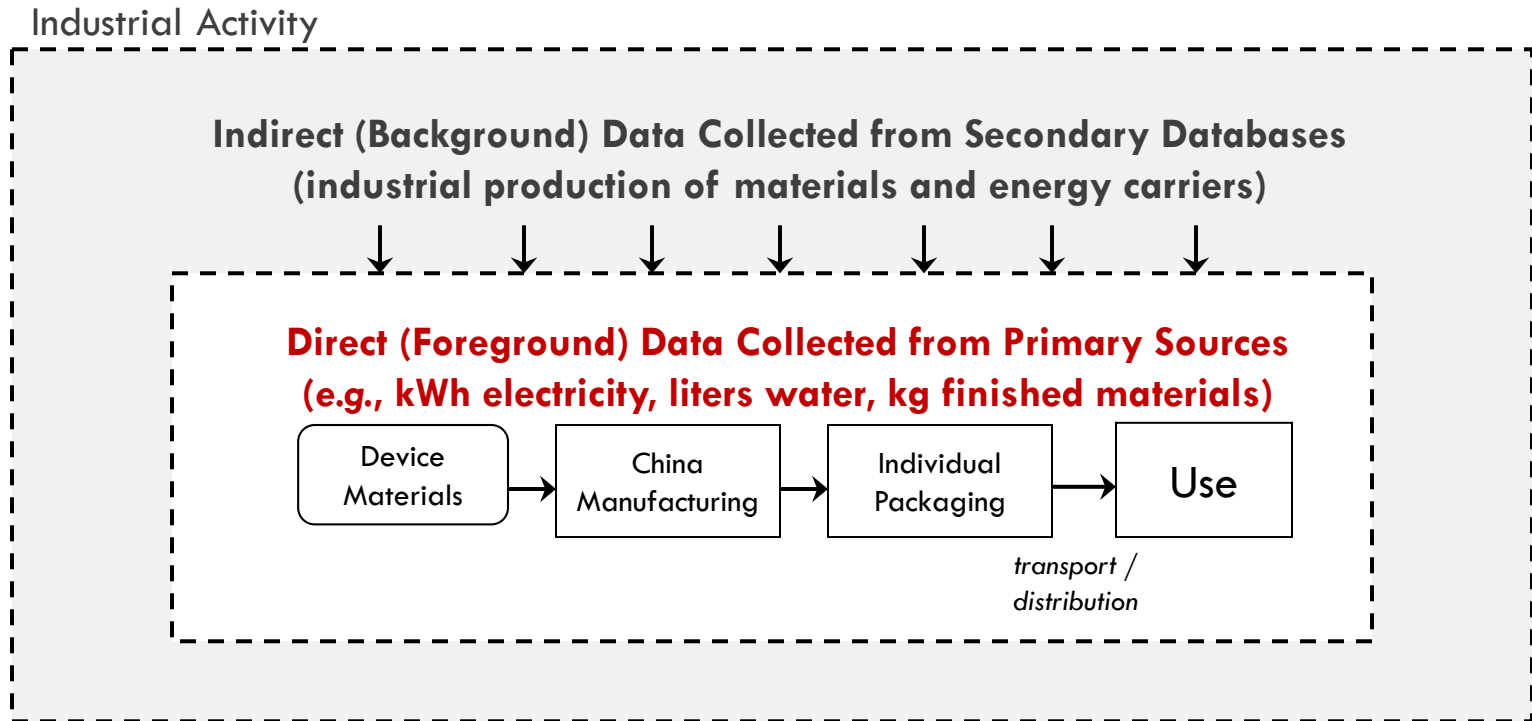 Industrial Activity
Indirect (Background) Data Collected from Secondary Databases
(industrial production of materials and energy carriers)
Direct (Foreground) Data Collected from Primary Sources
(e.g., kWh electricity, liters water, kg finished materials)
Device
Materials
China
Manufacturing
Individual
Packaging
Use
transport /
distribution